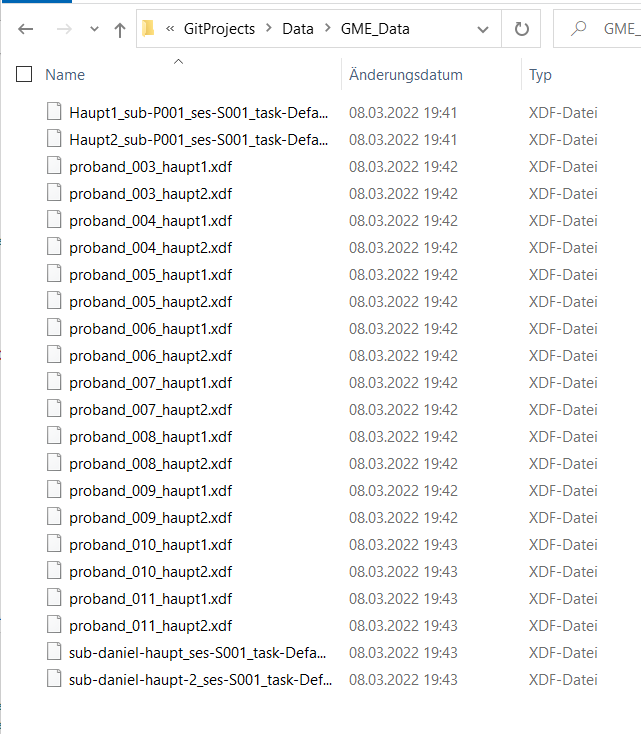 « GitProjects > Data > GME_Data GME_
Name Änderungsdatum Typ
Haupt1_sub-P001_ses-S001_task-Defa... 08.03.2022 19:41 XDF-Datei
Haupt2_sub-P001_ses-S001_task-Defa... 08.03.2022 19:41 XDF-Datei
proband_003_haupt1.xdf 08.03.2022 19:42 XDF-Datei
proband_003_haupt2.xdf 08.03.2022 19:42 XDF-Datei
proband_004_haupt1.xdf 08.03.2022 19:42 XDF-Datei
proband_004_haupt2.xdf 08.03.2022 19:42 XDF-Datei
proband_005_haupt1.xdf 08.03.2022 19:42 XDF-Datei
proband_005_haupt2.xdf 08.03.2022 19:42 XDF-Datei
proband_006_haupt1.xdf 08.03.2022 19:42 XDF-Datei
proband_006_haupt2.xdf 08.03.2022 19:42 XDF-Datei
proband_007_haupt1.xdf 08.03.2022 19:42 XDF-Datei
proband_007_haupt2.xdf 08.03.2022 19:42 XDF-Datei
proband_008_haupt1.xdf 08.03.2022 19:42 XDF-Datei
proband_008_haupt2.xdf 08.03.2022 19:42 XDF-Datei
proband_009_haupt1.xdf 08.03.2022 19:42 XDF-Datei
proband_009_haupt2.xdf 08.03.2022 19:42 XDF-Datei
proband_010_haupt1.xdf 08.03.2022 19:43 XDF-Datei
proband_010_haupt2.xdf 08.03.2022 19:43 XDF-Datei
proband_011_haupt1.xdf 08.03.2022 19:43 XDF-Datei
proband_011_haupt2.xdf 08.03.2022 19:43 XDF-Datei
sub-daniel-haupt_ses-S001_task-Defa... 08.03.2022 19:43 XDF-Datei
sub-daniel-haupt-2_ses-S001_task-Def... 08.03.2022 19:43 XDF-Datei